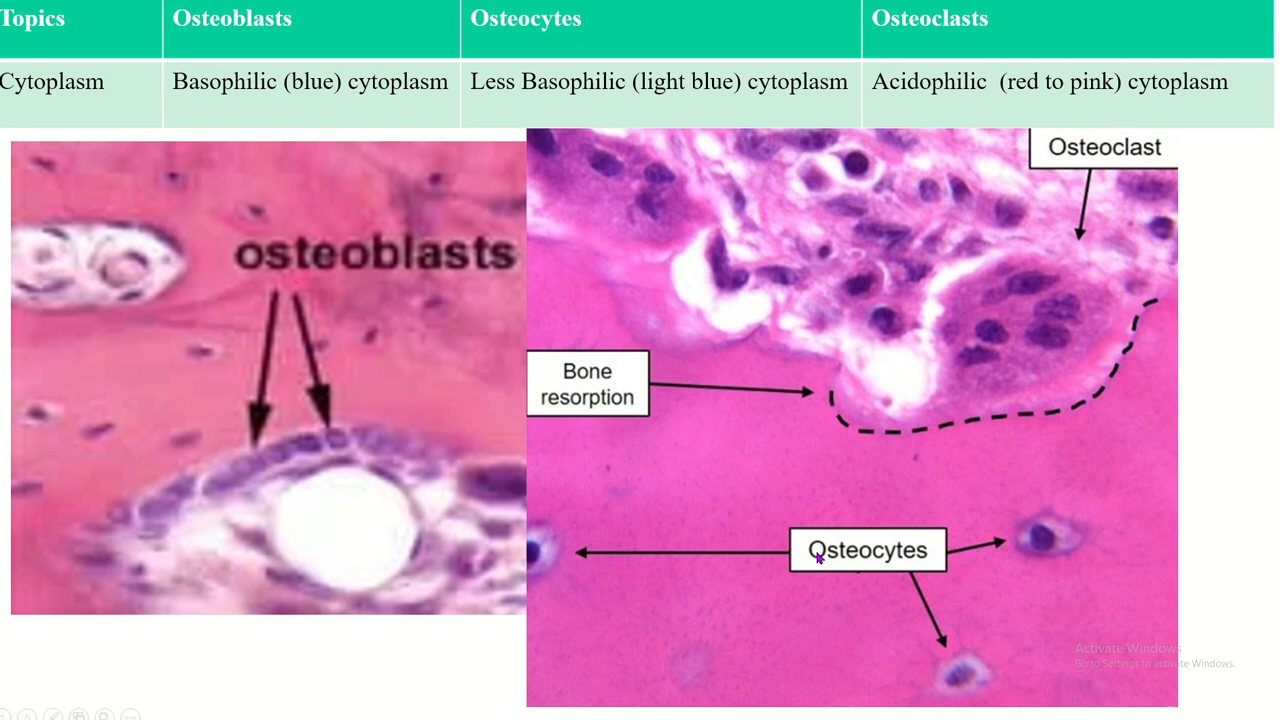 Topics Osteoblasts Osteocytes Osteoclasts
Cytoplasm Basophilic (blue) cytoplasm Less Basophilic (light blue) cytoplasm Acidophilic (red to pink) cytoplasm
Osteoclast
osteoblasts
Bone
resorption
Osteocytes
Activate Windows
Go to Settings to activate Windows.